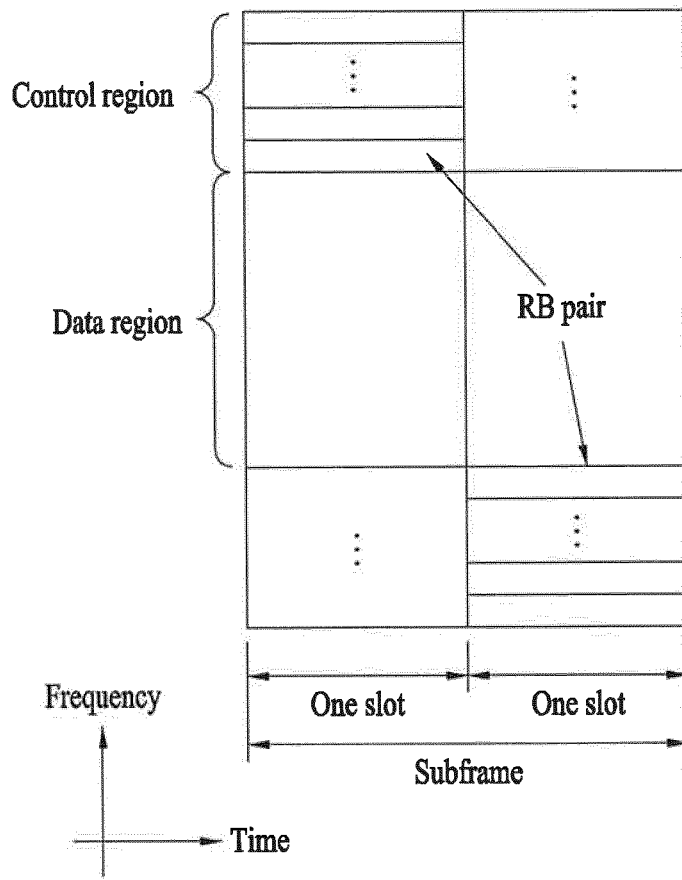 Control region
Data region
RB pair
Frequency
One slot
One slot
Subframe
Time